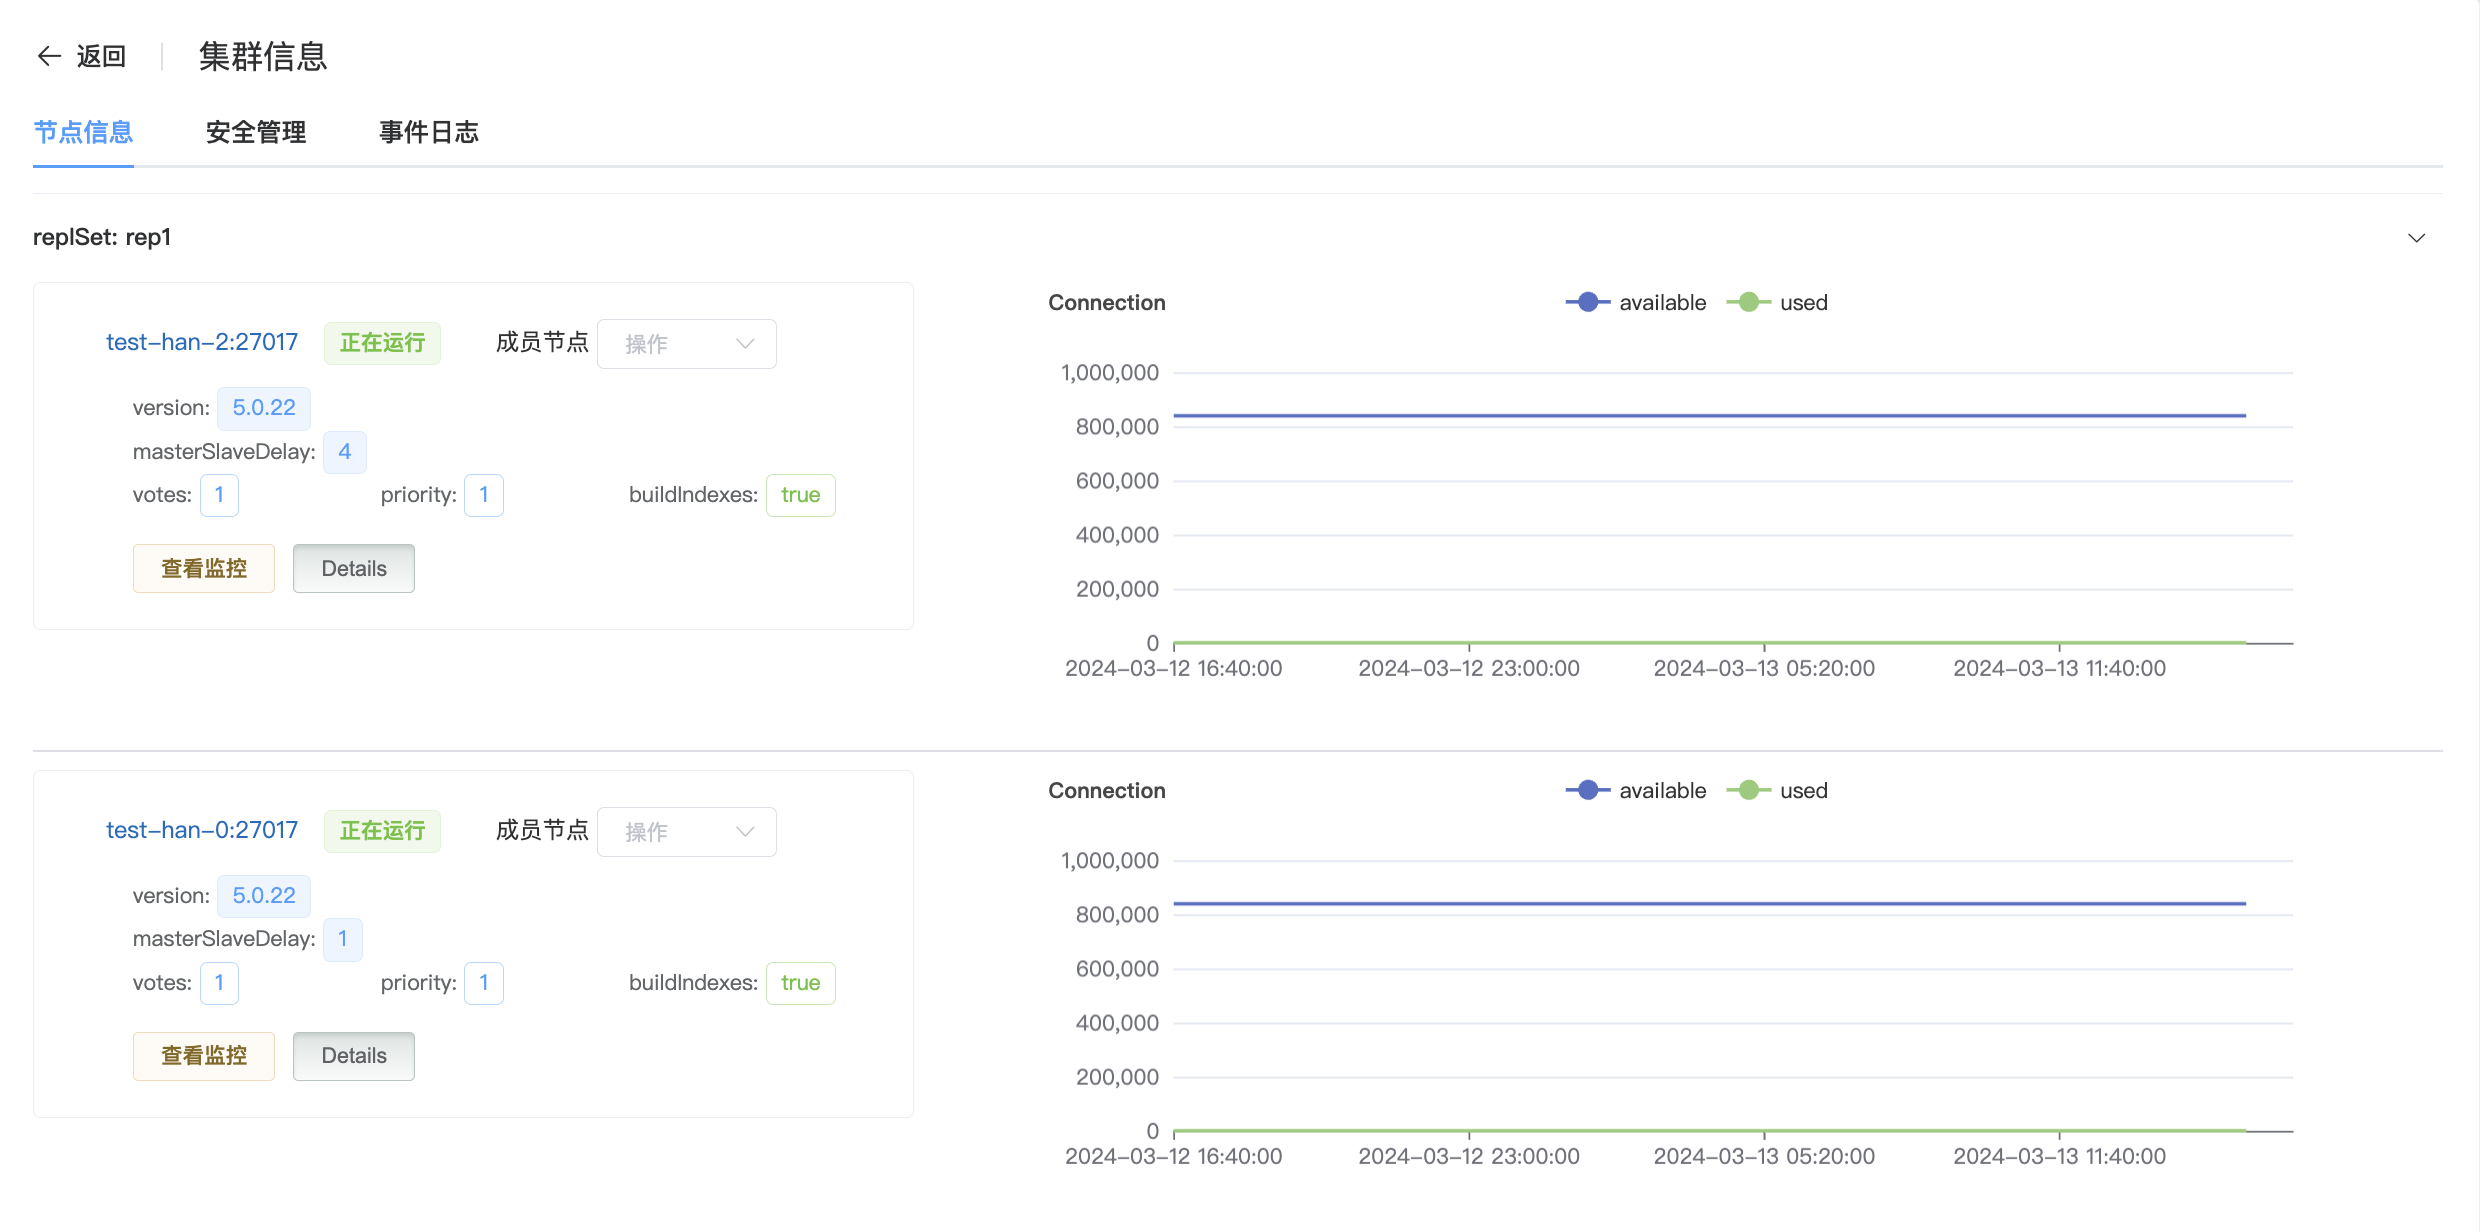 返回 集群信息
节点信息 安全管理 事件日志
replSet: rep1
test-han-2:27017 正在运行 成员节点 操作
version: 5.0.22
masterSlaveDelay: 4
votes: 1 priority: 1 buildIndexes: true
查看监控 Details
Connection available used
1,000,000
800,000
600,000
400,000
200,000
0
2024-03-12 16:40:00 2024-03-12 23:00:00 2024-03-13 05:20:00 2024-03-13 11:40:00
test-han-0:27017 正在运行 成员节点 操作
version: 5.0.22
masterSlaveDelay: 1
votes: 1 priority: 1 buildIndexes: true
查看监控 Details
Connection available used
1,000,000
800,000
600,000
400,000
200,000
0
2024-03-12 16:40:00 2024-03-12 23:00:00 2024-03-13 05:20:00 2024-03-13 11:40:00